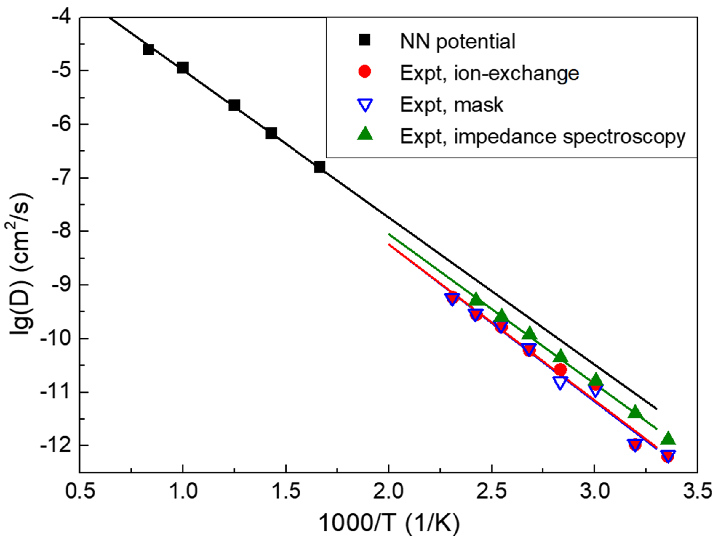 -4
-5
-6
-7
-8
-9
-10
-11
-12
lg(D) (cm²/s)
NN potential
Expt, ion-exchange
Expt, mask
Expt, impedance spectroscopy
0.5 1.0 1.5 2.0 2.5 3.0 3.5
1000/T (1/K)